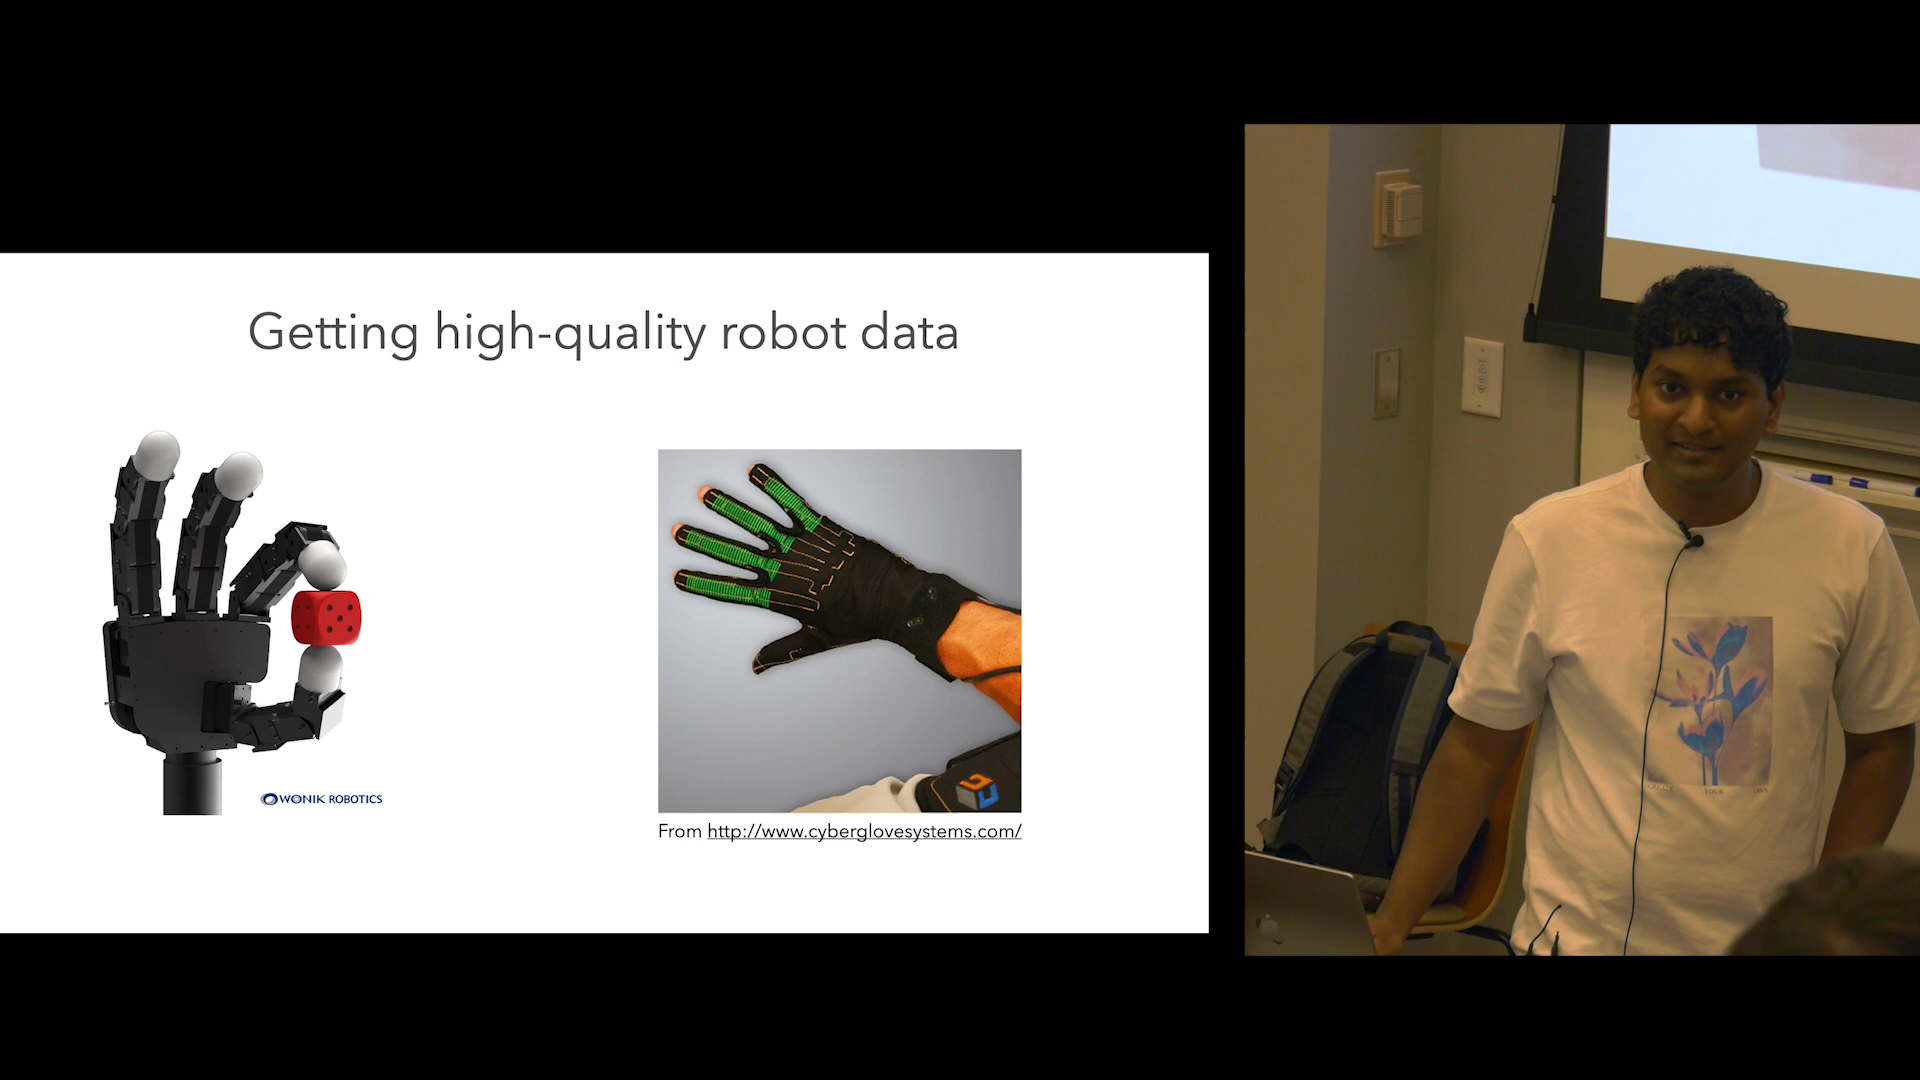 Getting high-quality robot data
WONIK ROBOTICS
From http://www.cyberglovesystems.com/